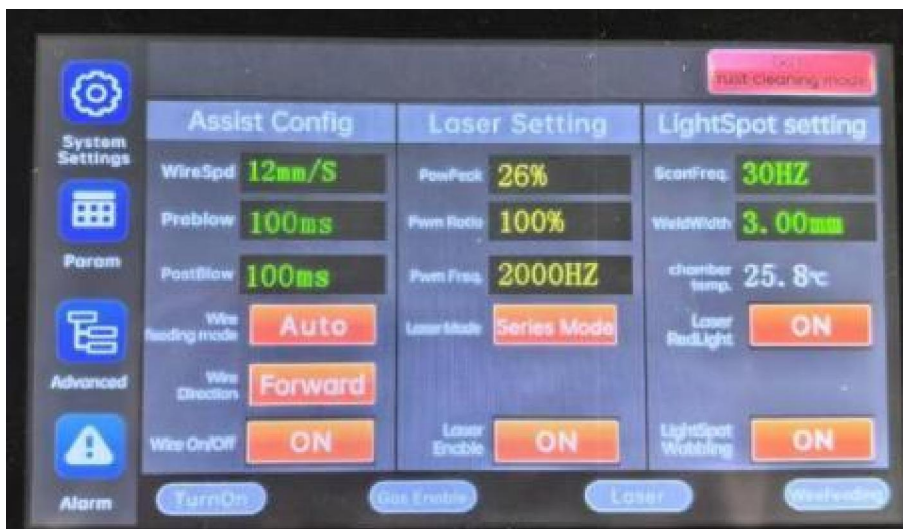 rust cleaning mode
System
Settings
Param
Advanced
Alarm
Assist Config
WireSpd 12mm/S
Preblow 100ms
PostBlow 100ms
Wire
feeding mode Auto
Wire
Direction Forward
Wire On/Off ON
Laser Setting
PowPeak 26%
Pwm Ratio 100%
Pwm Freq. 2000HZ
Laser Mode Series Mode
Laser
Enable ON
LightSpot setting
ScanFreq. 30HZ
WeldWidth 3.00mm
chamber
temp. 25.8℃
Laser
RedLight ON
LightSpot
Wobbling ON
TurnOn
Gas Enable
Laser